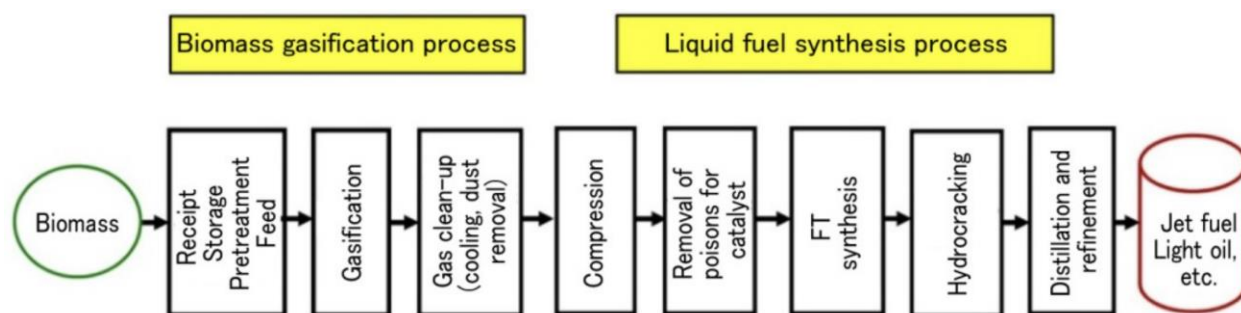 Biomass gasification process
Liquid fuel synthesis process
Biomass
Receipt
Storage
Pretreatment
Feed
Gasification
Gas clean-up
(cooling, dust
removal)
Compression
Removal of
poisons for
catalyst
FT
synthesis
Hydrocracking
Distillation and
refinement
Jet fuel
Light oil,
etc.